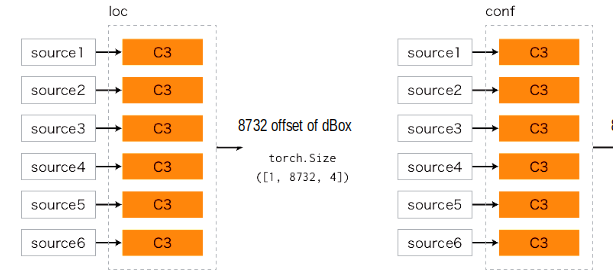 loc
source1
C3
source2
C3
source3
C3
source4
C3
source5
C3
source6
C3
8732 offset of dBox
torch.Size
([1, 8732, 4])
conf
source1
C3
source2
C3
source3
C3
source4
C3
source5
C3
source6
C3